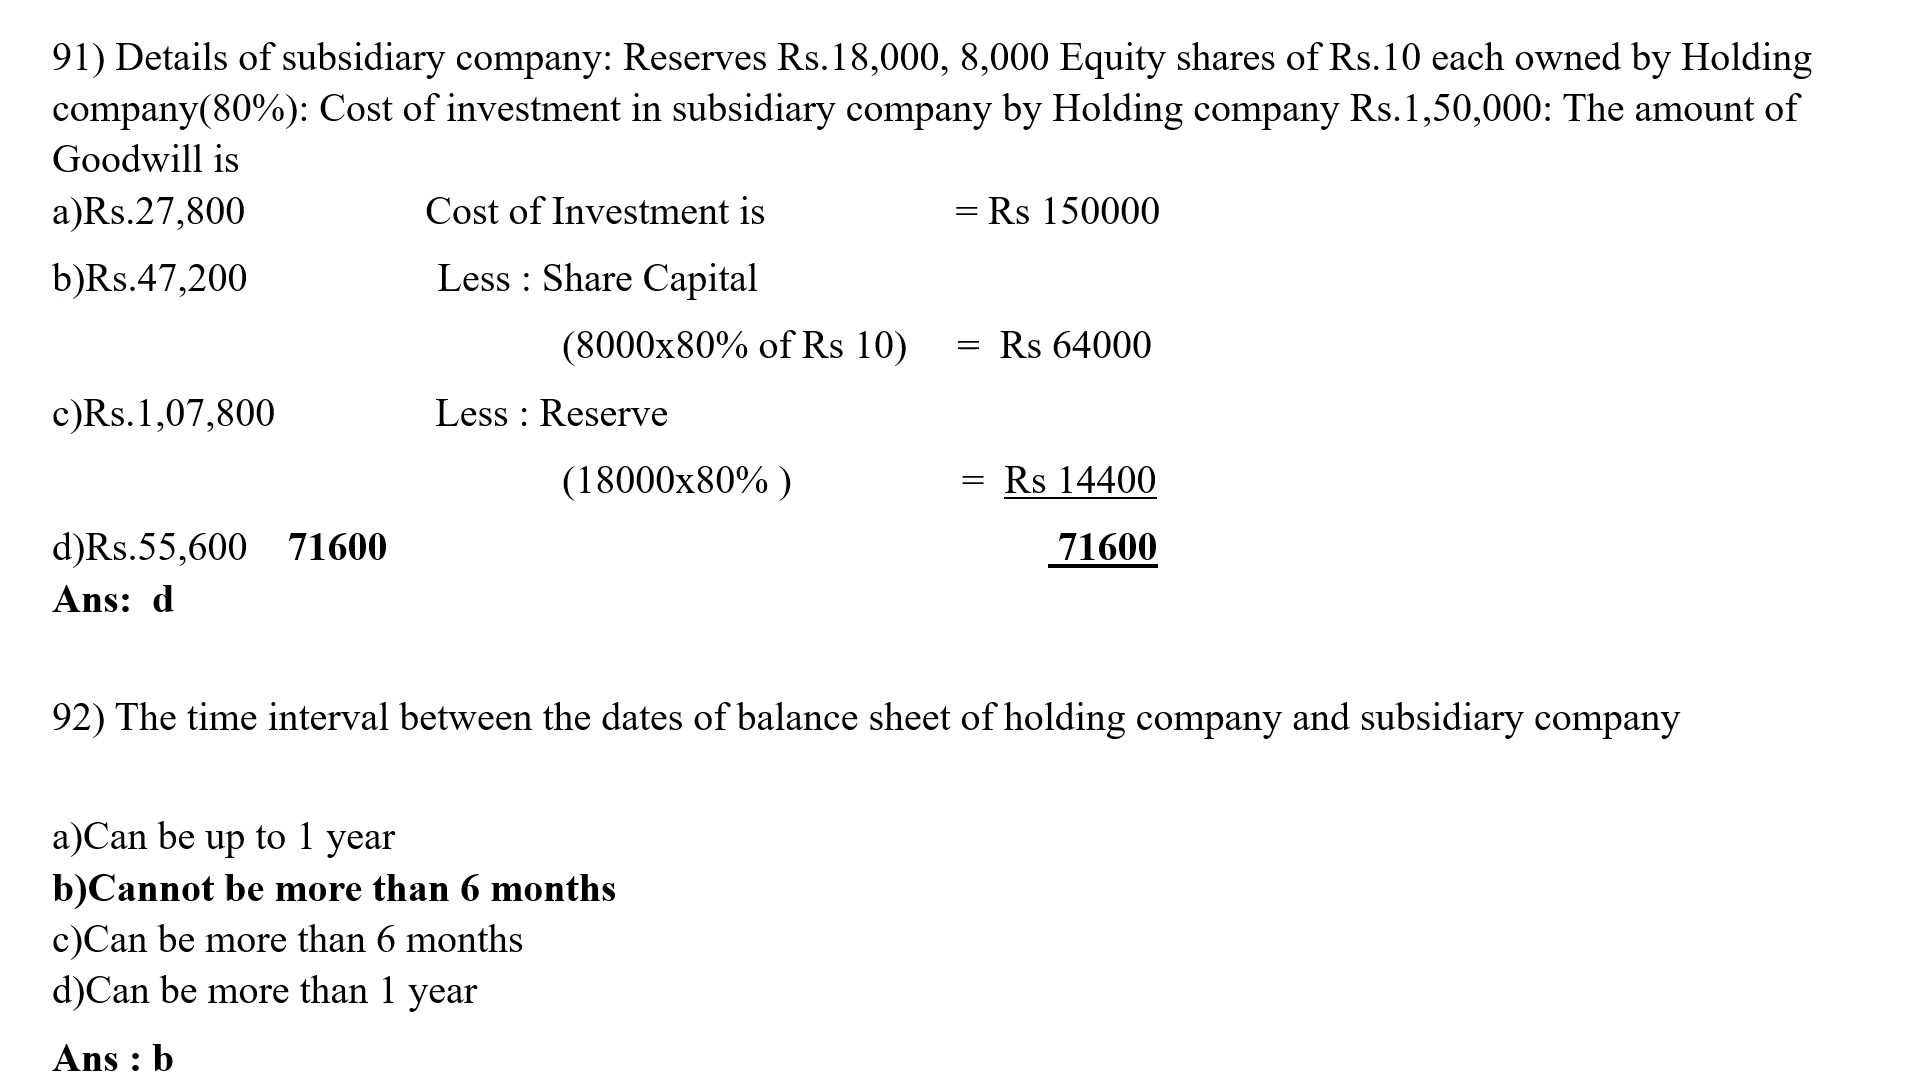 91) Details of subsidiary company: Reserves Rs.18,000, 8,000 Equity shares of Rs.10 each owned by Holding
company(80%): Cost of investment in subsidiary company by Holding company Rs.1,50,000: The amount of
Goodwill is
a)Rs.27,800 Cost of Investment is = Rs 150000
b)Rs.47,200 Less : Share Capital
(8000x80% of Rs 10) = Rs 64000
c)Rs.1,07,800 Less : Reserve
(18000x80% ) = Rs 14400
d)Rs.55,600 71600 71600
Ans: d
92) The time interval between the dates of balance sheet of holding company and subsidiary company
a)Can be up to 1 year
b)Cannot be more than 6 months
c)Can be more than 6 months
d)Can be more than 1 year
Ans : b